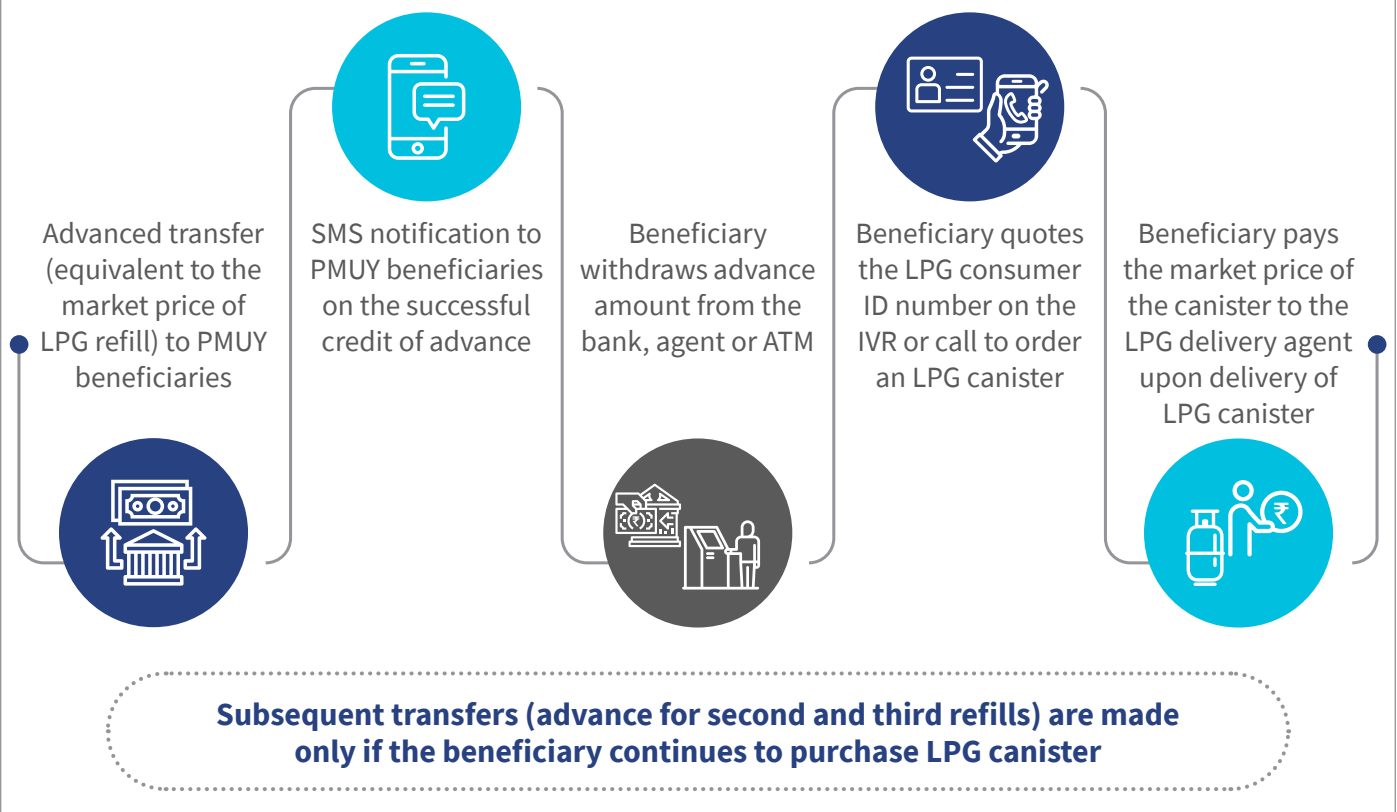 Advanced transfer
(equivalent to the
market price of
LPG refill) to PMUY
beneficiaries
SMS notification to
PMUY beneficiaries
on the successful
credit of advance
Beneficiary
withdraws advance
amount from the
bank, agent or ATM
Beneficiary quotes
the LPG consumer
ID number on the
IVR or call to order
an LPG canister
Beneficiary pays
the market price of
the canister to the
LPG delivery agent
upon delivery of
LPG canister
₹
₹
Subsequent transfers (advance for second and third refills) are made
only if the beneficiary continues to purchase LPG canister